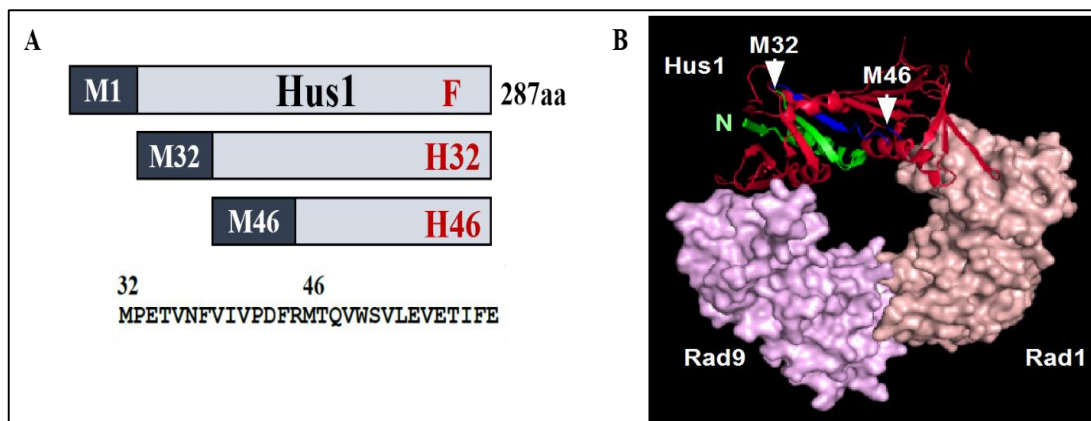 A
M1 Hus1 F 287aa
M32 H32
M46 H46
32 46
MPETVNFVIVPDFRMTQVWSVLEVETIFE
B
M32
Hus1 M46
N
Rad9 Rad1